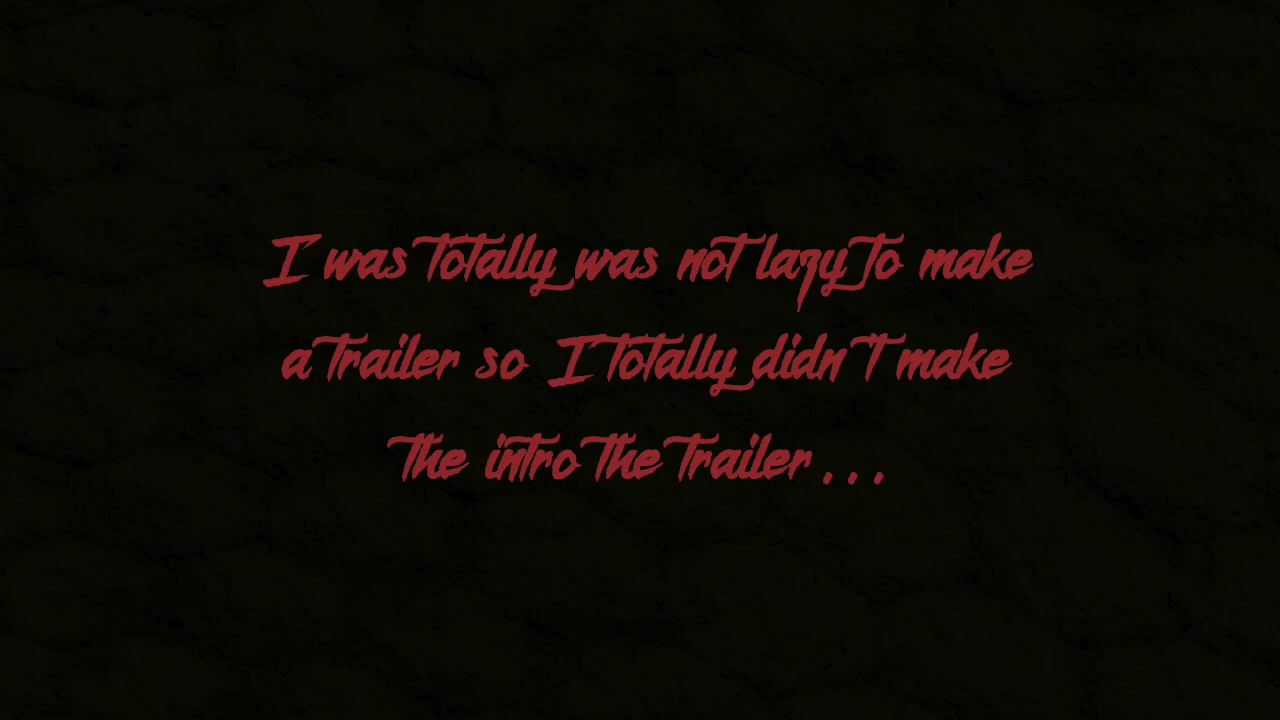 I was totally was not lazy to make
a trailer so I totally didn't make
the intro the trailer . . .